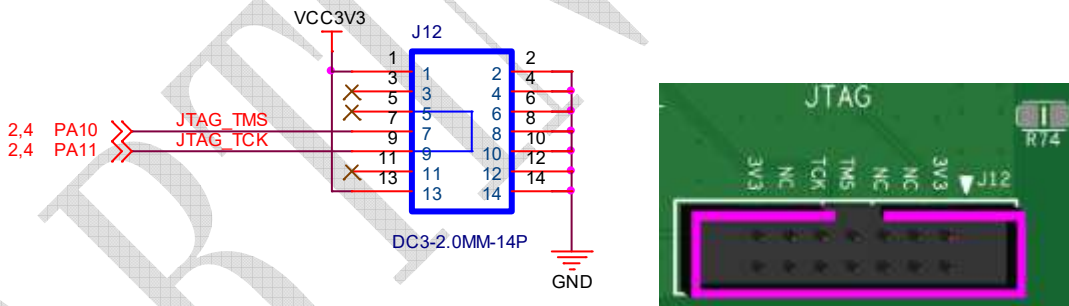 VCC3V3
J12
1 2
1 2
3 4
3 4
5 6
5 6
2,4 PA10 JTAG_TMS 7 8
7 8
2,4 PA11 JTAG_TCK 9 10
9 10
11 12
11 12
13 14
13 14
DC3-2.0MM-14P
GND
JTAG
R74
3V3 NC TCK TMS NC NC 3V3 J12